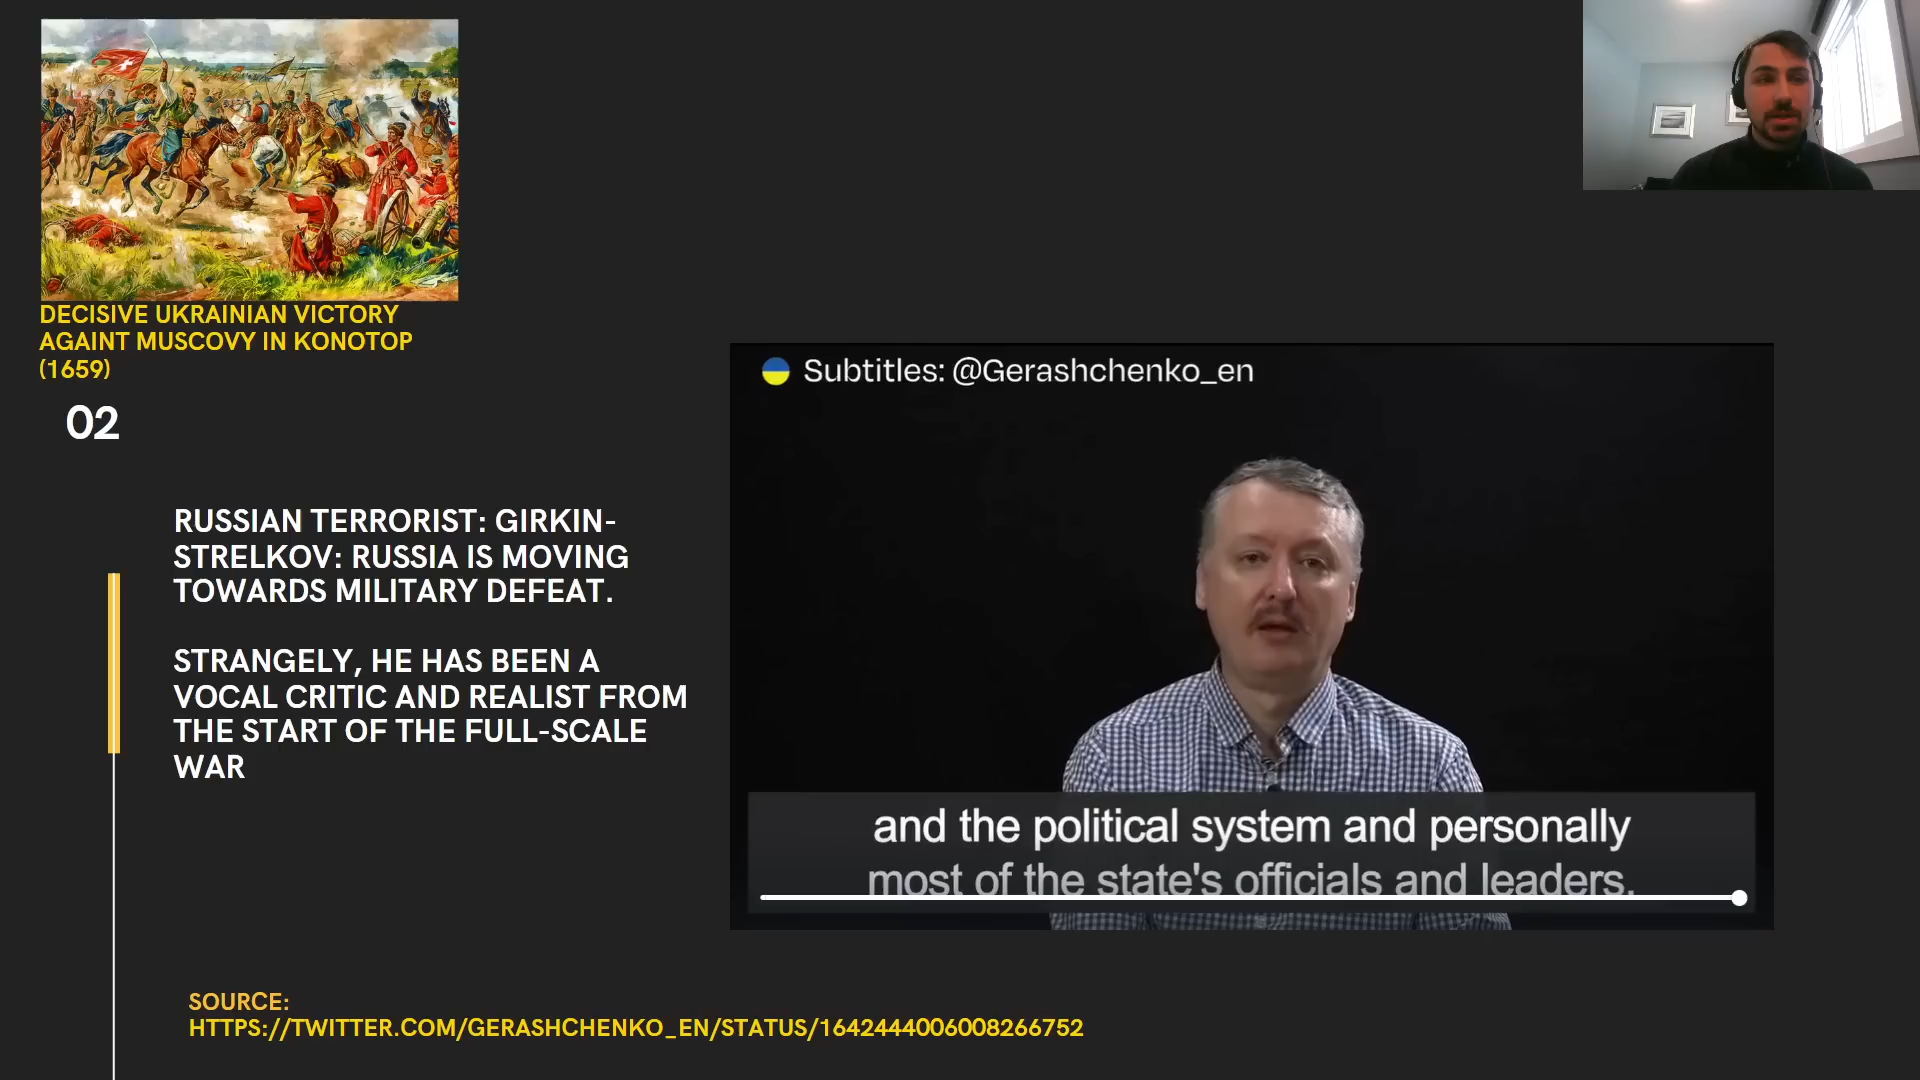 DECISIVE UKRAINIAN VICTORY
AGAINT MUSCOVY IN KONOTOP
(1659)
02
RUSSIAN TERRORIST: GIRKIN-
STRELKOV: RUSSIA IS MOVING
TOWARDS MILITARY DEFEAT.
STRANGELY, HE HAS BEEN A
VOCAL CRITIC AND REALIST FROM
THE START OF THE FULL-SCALE
WAR
Subtitles: @Gerashchenko_en
and the political system and personally
most of the state's officials and leaders.
SOURCE:
HTTPS://TWITTER.COM/GERASHCHENKO_EN/STATUS/1642444006008266752